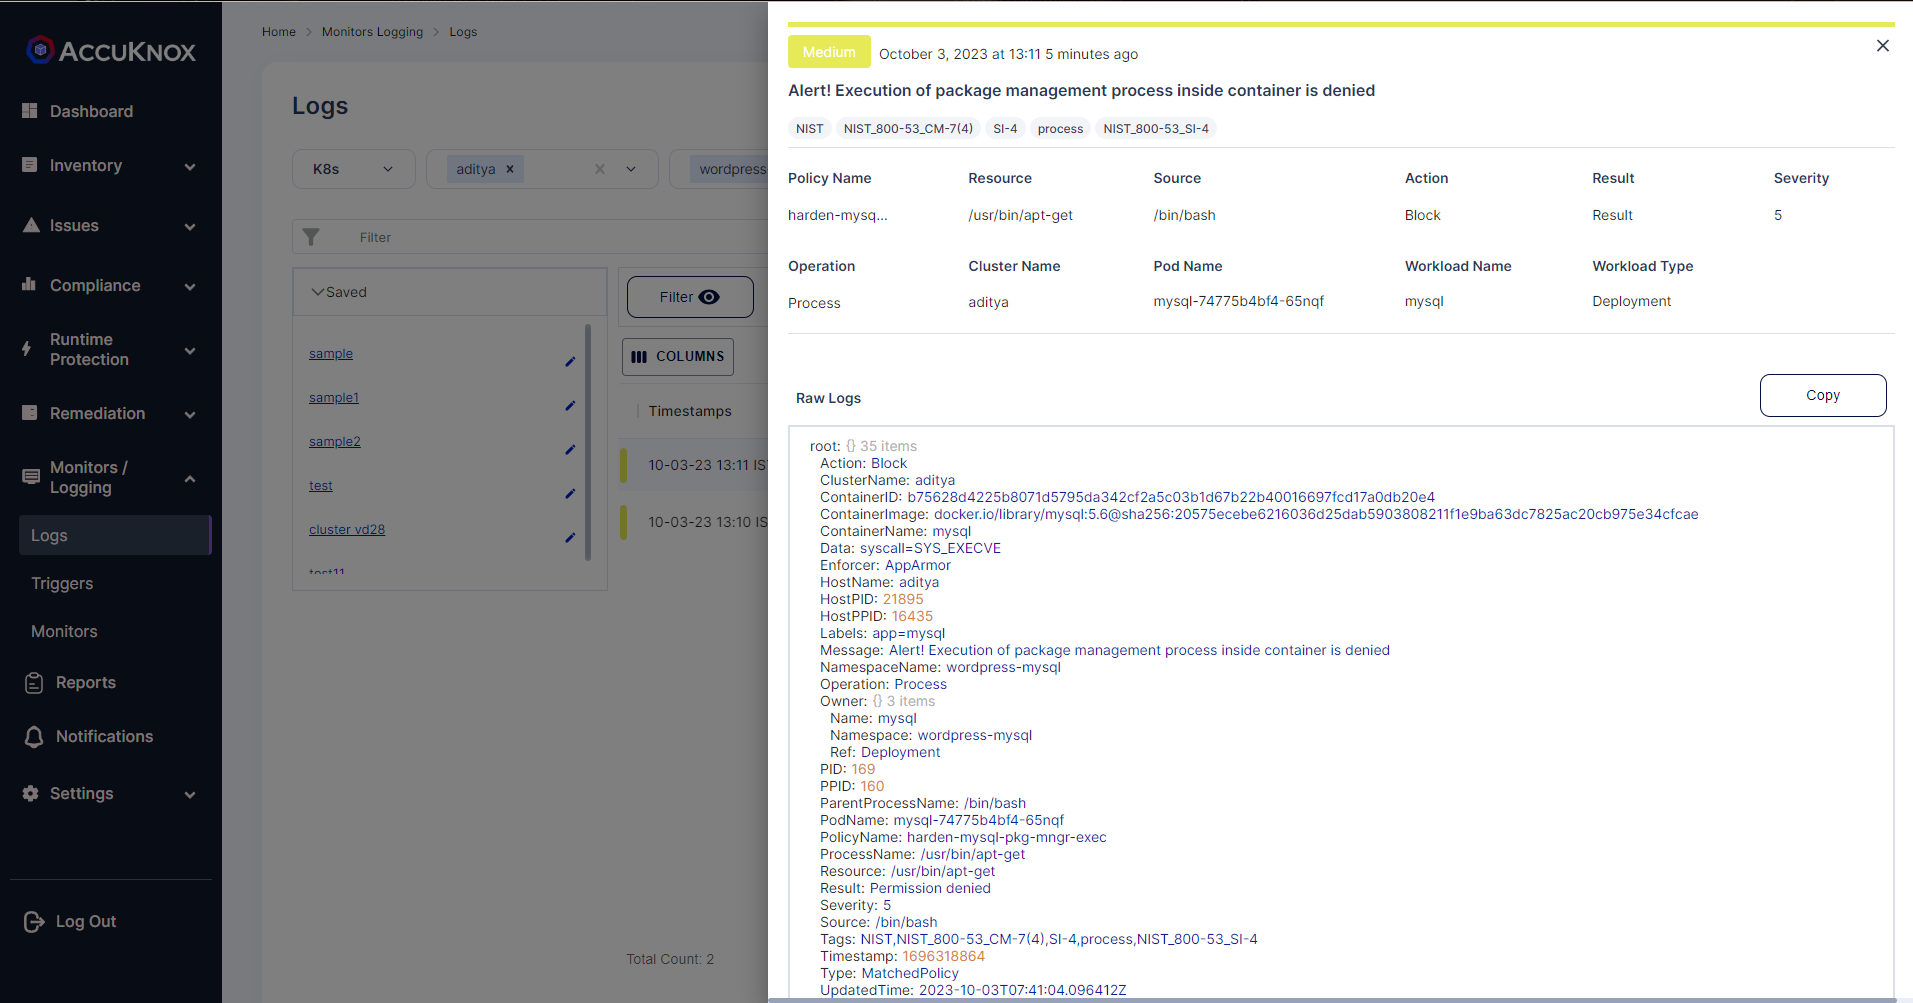 ACCUKNOX
Dashboard
Inventory
Issues
Compliance
Runtime
Protection
Remediation
Monitors /
Logging
Logs
Triggers
Monitors
Reports
Notifications
Settings
Log Out
Home > Monitors Logging > Logs
Logs
K8s
aditya x
wordpress-
Filter
Saved
sample
sample1
sample2
test
cluster vd28
test11
Filter
COLUMNS
Timestamps
10-03-23 13:11 IST
10-03-23 13:10 IS
Total Count: 2
Medium October 3, 2023 at 13:11 5 minutes ago
Alert! Execution of package management process inside container is denied
NIST NIST_800-53_CM-7(4) SI-4 process NIST_800-53_SI-4
Policy Name Resource Source Action Result Severity
harden-mysq... /usr/bin/apt-get /bin/bash Block Result 5
Operation Cluster Name Pod Name Workload Name Workload Type
Process aditya mysql-74775b4bf4-65nqf mysql Deployment
Raw Logs
Copy
root: {} 35 items
Action: Block
ClusterName: aditya
ContainerID: b75628d4225b8071d5795da342cf2a5c03b1d67b22b40016697fcd17a0db20e4
ContainerImage: docker.io/library/mysql:5.6@sha256:20575ecebe6216036d25dab5903808211f1e9ba63dc7825ac20cb975e34cfcae
ContainerName: mysql
Data: syscall=SYS_EXECVE
Enforcer: AppArmor
HostName: aditya
HostPID: 21895
HostPPID: 16435
Labels: app=mysql
Message: Alert! Execution of package management process inside container is denied
NamespaceName: wordpress-mysql
Operation: Process
Owner: {} 3 items
Name: mysql
Namespace: wordpress-mysql
Ref: Deployment
PID: 169
PPID: 160
ParentProcessName: /bin/bash
PodName: mysql-74775b4bf4-65nqf
PolicyName: harden-mysql-pkg-mngr-exec
ProcessName: /usr/bin/apt-get
Resource: /usr/bin/apt-get
Result: Permission denied
Severity: 5
Source: /bin/bash
Tags: NIST,NIST_800-53_CM-7(4),SI-4,process,NIST_800-53_SI-4
Timestamp: 1696318864
Type: MatchedPolicy
UpdatedTime: 2023-10-03T07:41:04.096412Z